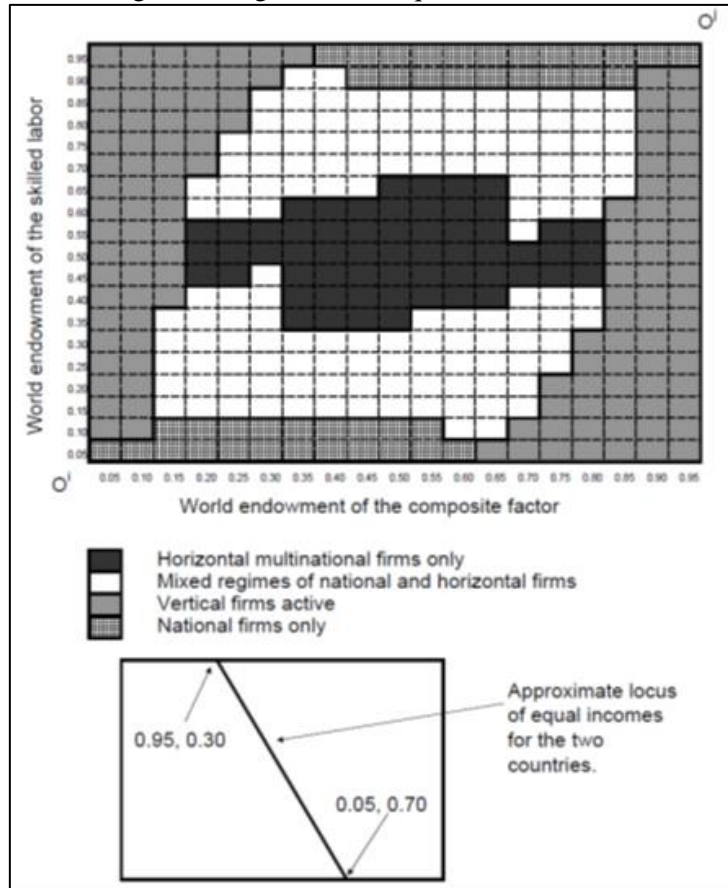 O^j
World endowment of the skilled labor
0.95
0.90
0.85
0.80
0.75
0.70
0.65
0.60
0.55
0.50
0.45
0.40
0.35
0.30
0.25
0.20
0.15
0.10
0.05
O^i
0.05 0.10 0.15 0.20 0.25 0.30 0.35 0.40 0.45 0.50 0.55 0.60 0.65 0.70 0.75 0.80 0.85 0.90 0.95
World endowment of the composite factor
Horizontal multinational firms only
Mixed regimes of national and horizontal firms
Vertical firms active
National firms only
Approximate locus
of equal incomes
for the two
countries.
0.95, 0.30
0.05, 0.70